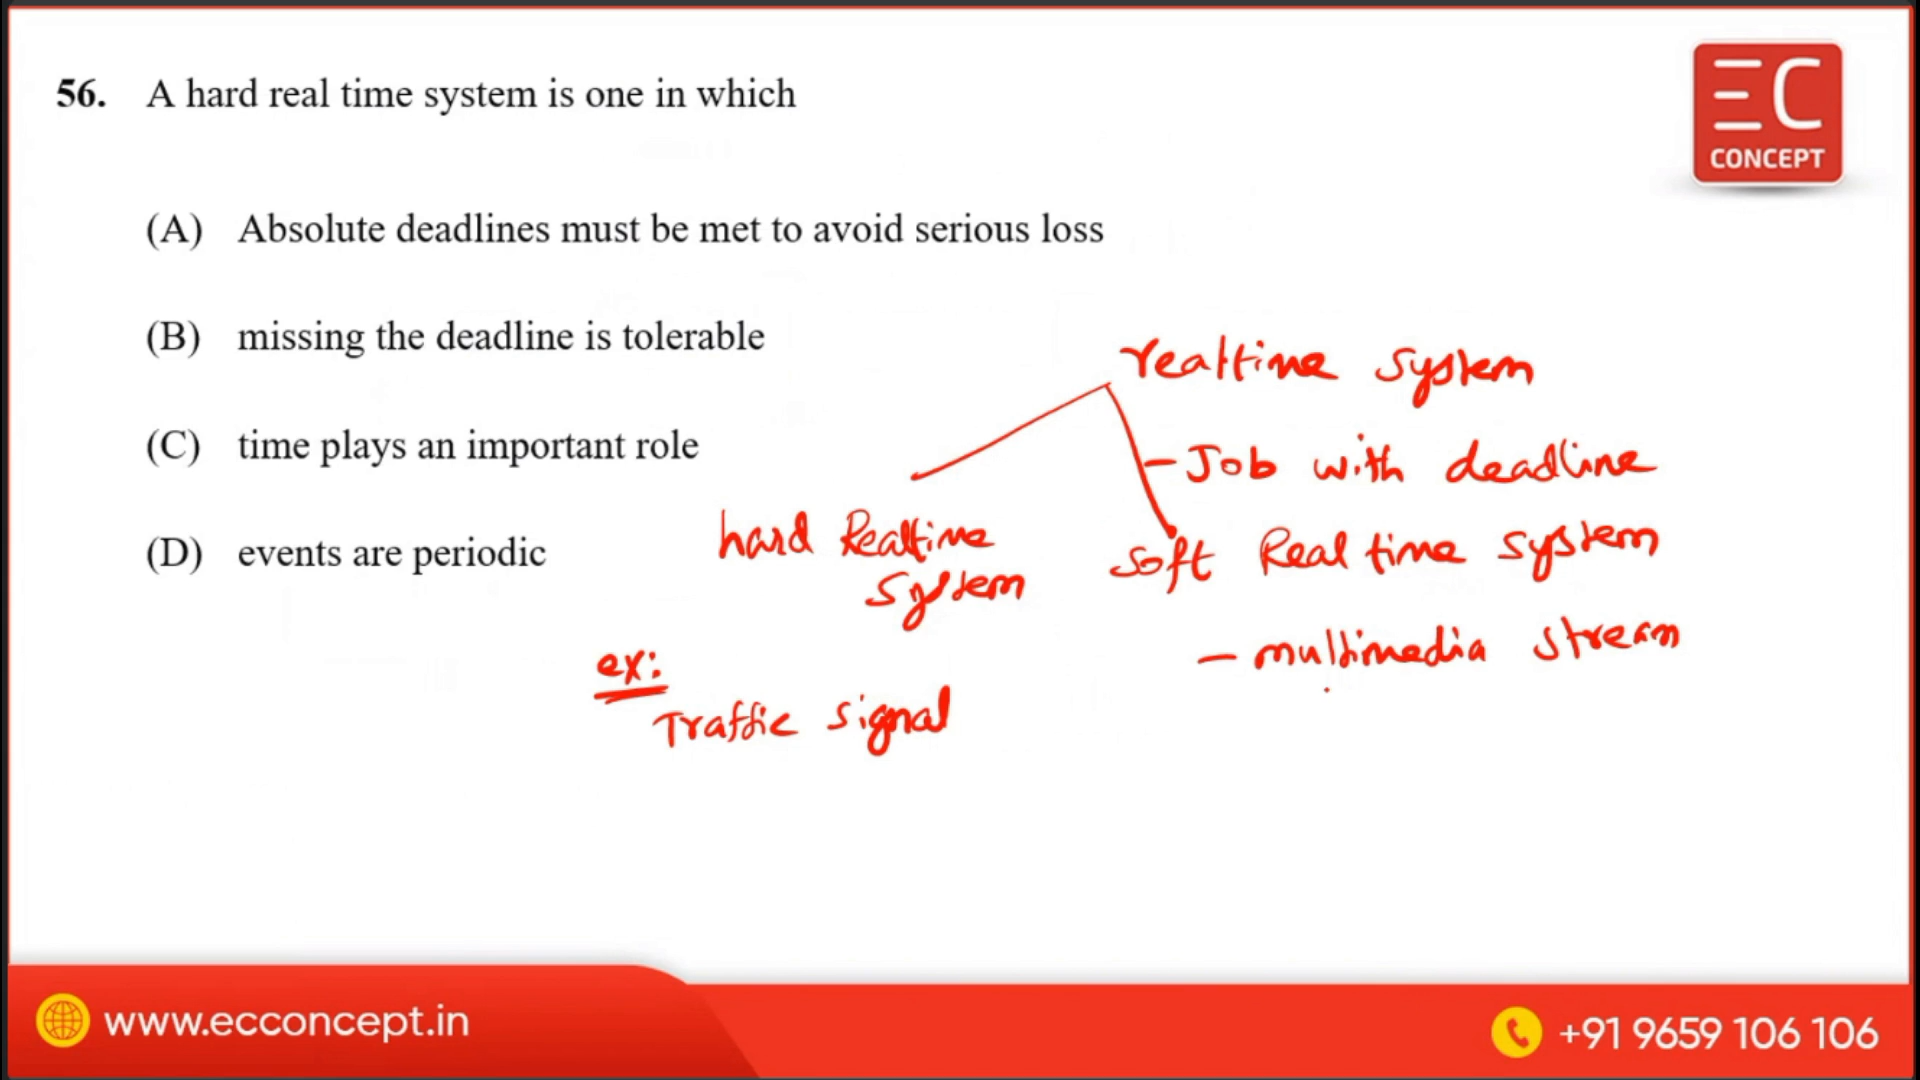 56. A hard real time system is one in which
EC
CONCEPT
(A) Absolute deadlines must be met to avoid serious loss
(B) missing the deadline is tolerable
(C) time plays an important role
(D) events are periodic
realtime system
- Job with deadline
hard Realtime
system
Soft Real time system
- multimedia stream
ex:
Traffic signal
www.ecconcept.in
+91 9659 106 106